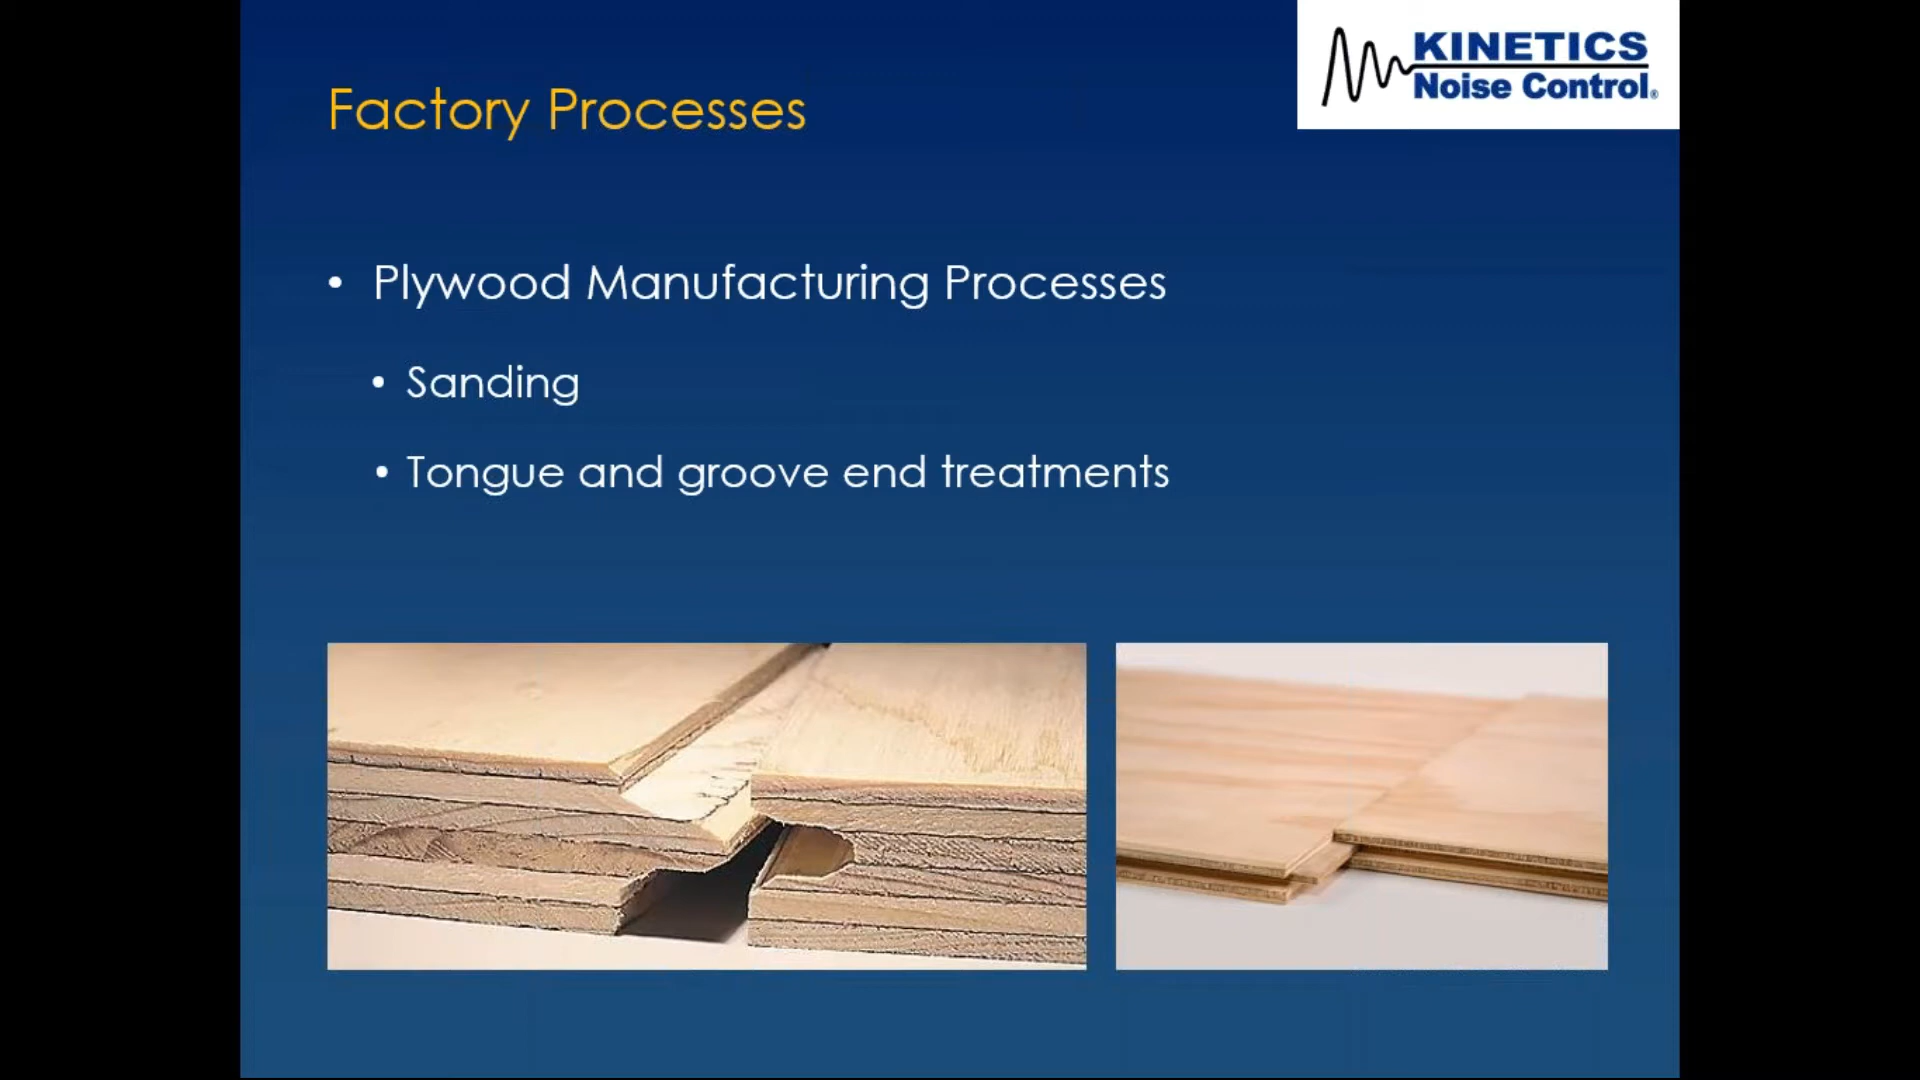 KINETICS
Noise Control®
Factory Processes
• Plywood Manufacturing Processes
• Sanding
• Tongue and groove end treatments